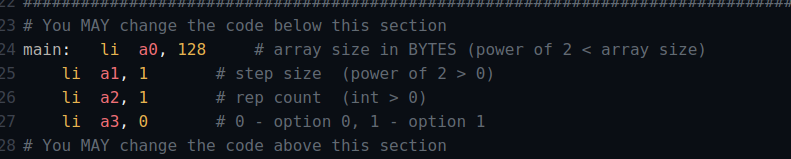 22 ################################################################################
23 # You MAY change the code below this section
24 main:   li  a0, 128     # array size in BYTES (power of 2 < array size)
25     li  a1, 1       # step size  (power of 2 > 0)
26     li  a2, 1       # rep count  (int > 0)
27     li  a3, 0       # 0 - option 0, 1 - option 1
28 # You MAY change the code above this section